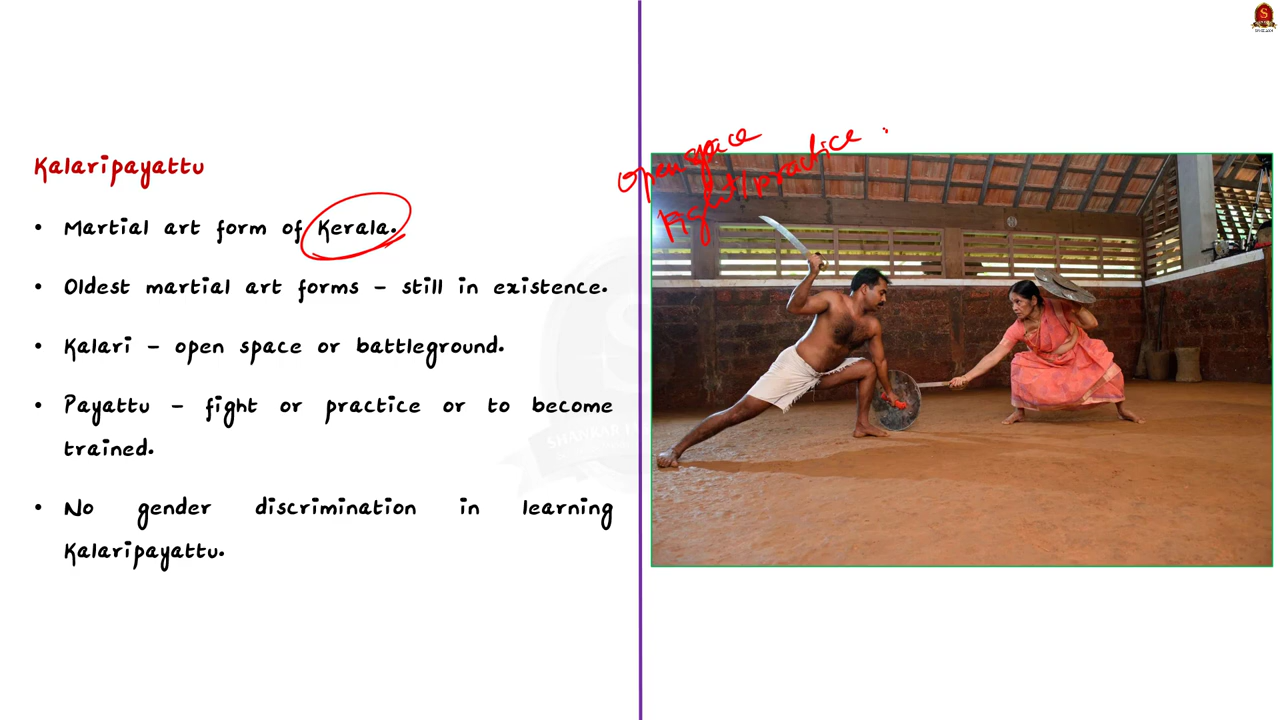 Kalaripayattu
• Martial art form of Kerala.
• Oldest martial art forms – still in existence.
• Kalari – open space or battleground.
• Payattu – fight or practice or to become
trained.
• No gender discrimination in learning
Kalaripayattu.
open space
Fight/practice
SHANKAR